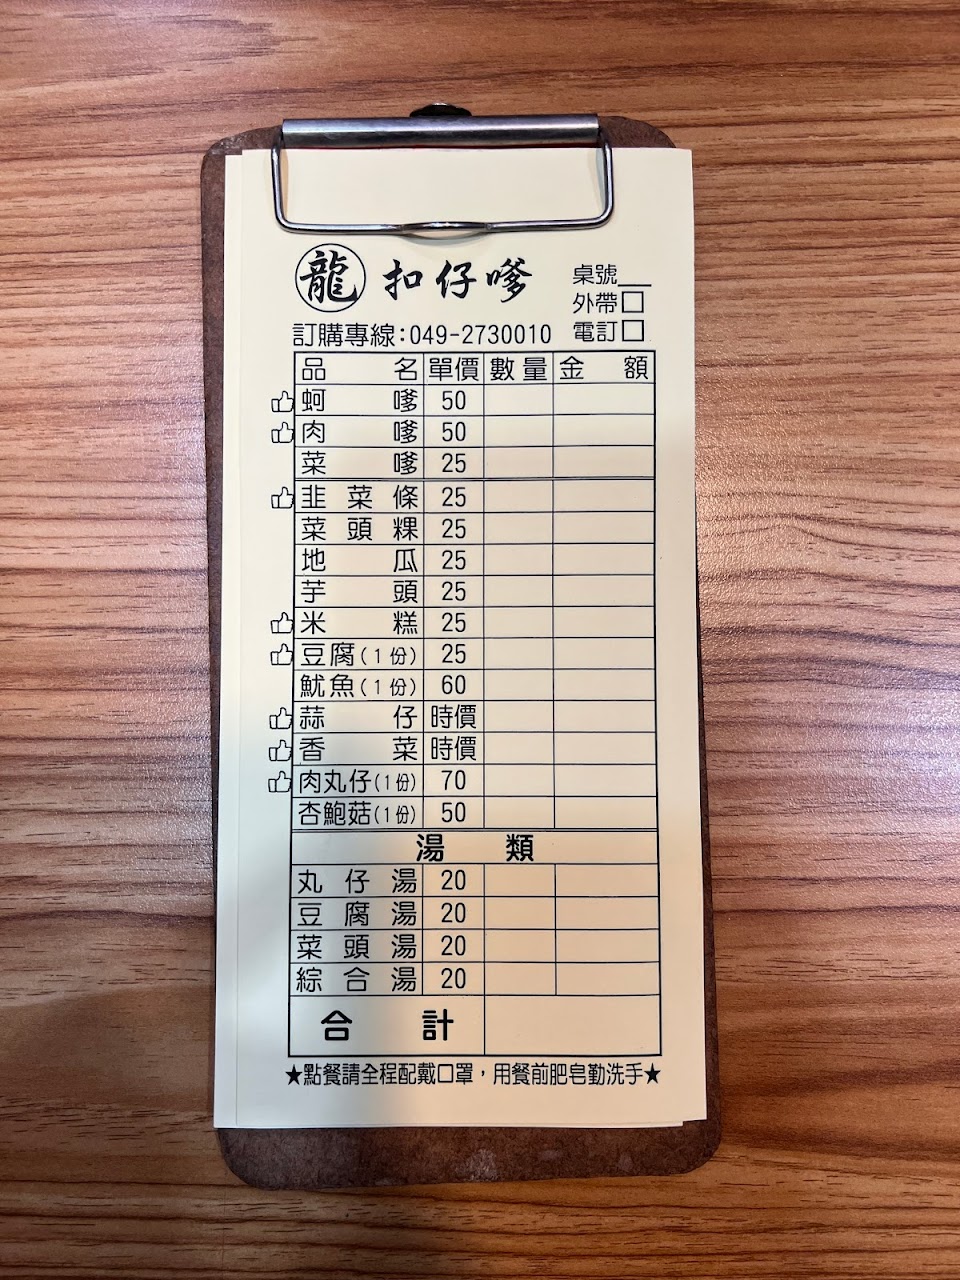 龍 扣仔嗲
桌號__
外帶□
電訂□
訂購專線:049-2730010
品名 單價 數量 金額
蚵嗲 50
肉嗲 50
菜嗲 25
韭菜條 25
菜頭粿 25
地瓜 25
芋頭 25
米糕 25
豆腐(1份) 25
魷魚(1份) 60
蒜仔 時價
香菜 時價
肉丸仔(1份) 70
杏鮑菇(1份) 50
湯類
丸仔湯 20
豆腐湯 20
菜頭湯 20
綜合湯 20
合計
★點餐請全程配戴口罩，用餐前肥皂勤洗手★